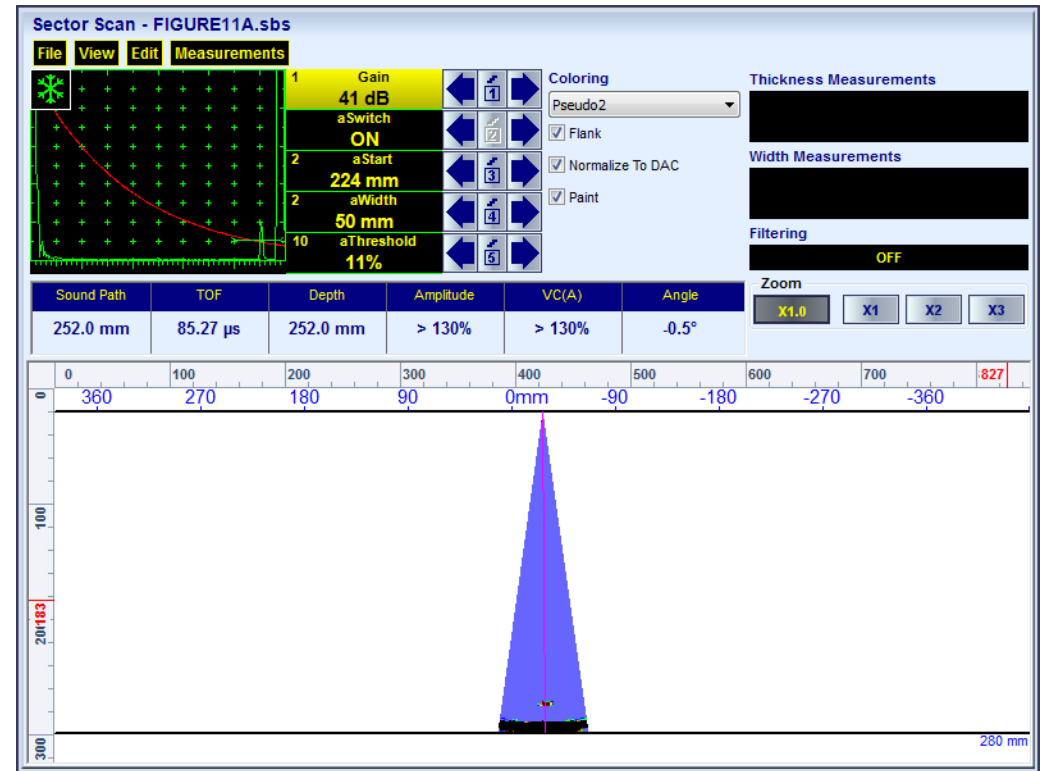 Sector Scan - FIGURE11A.sbs
File View Edit Measurements
1 Gain
41 dB
1
aSwitch
ON
2
2 aStart
224 mm
3
2 aWidth
50 mm
4
10 aThreshold
11%
5
Coloring
Pseudo2
Flank
Normalize To DAC
Paint
Thickness Measurements
Width Measurements
Filtering
OFF
Zoom
X1.0 X1 X2 X3
Sound Path TOF Depth Amplitude VC(A) Angle
252.0 mm 85.27 µs 252.0 mm > 130% > 130% -0.5°
0 100 200 300 400 500 600 700 827
360 270 180 90 0mm -90 -180 -270 -360
0
100
183
200
300
280 mm